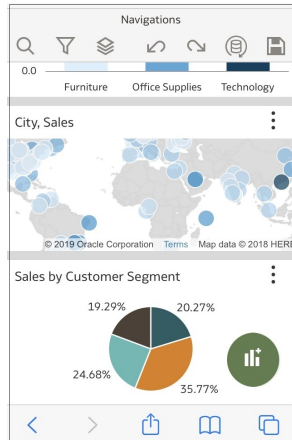 Navigations
0.0
Furniture Office Supplies Technology
City, Sales
© 2019 Oracle Corporation Terms Map data © 2018 HERE
Sales by Customer Segment
19.29% 20.27%
24.68%
35.77%